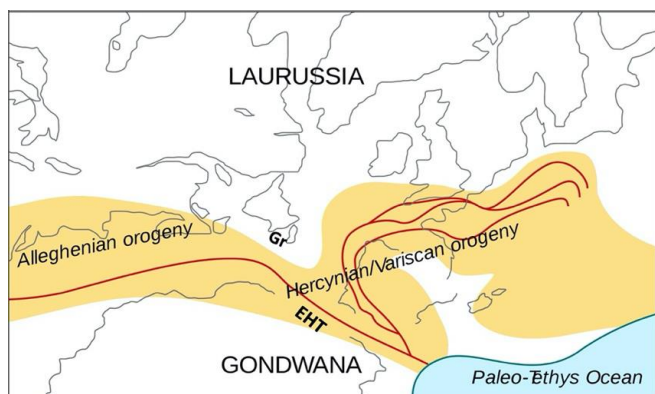 LAURUSSIA
Alleghenian orogeny
Gr
Hercynian/Variscan orogeny
EHT
GONDWANA
Paleo-Tethys Ocean